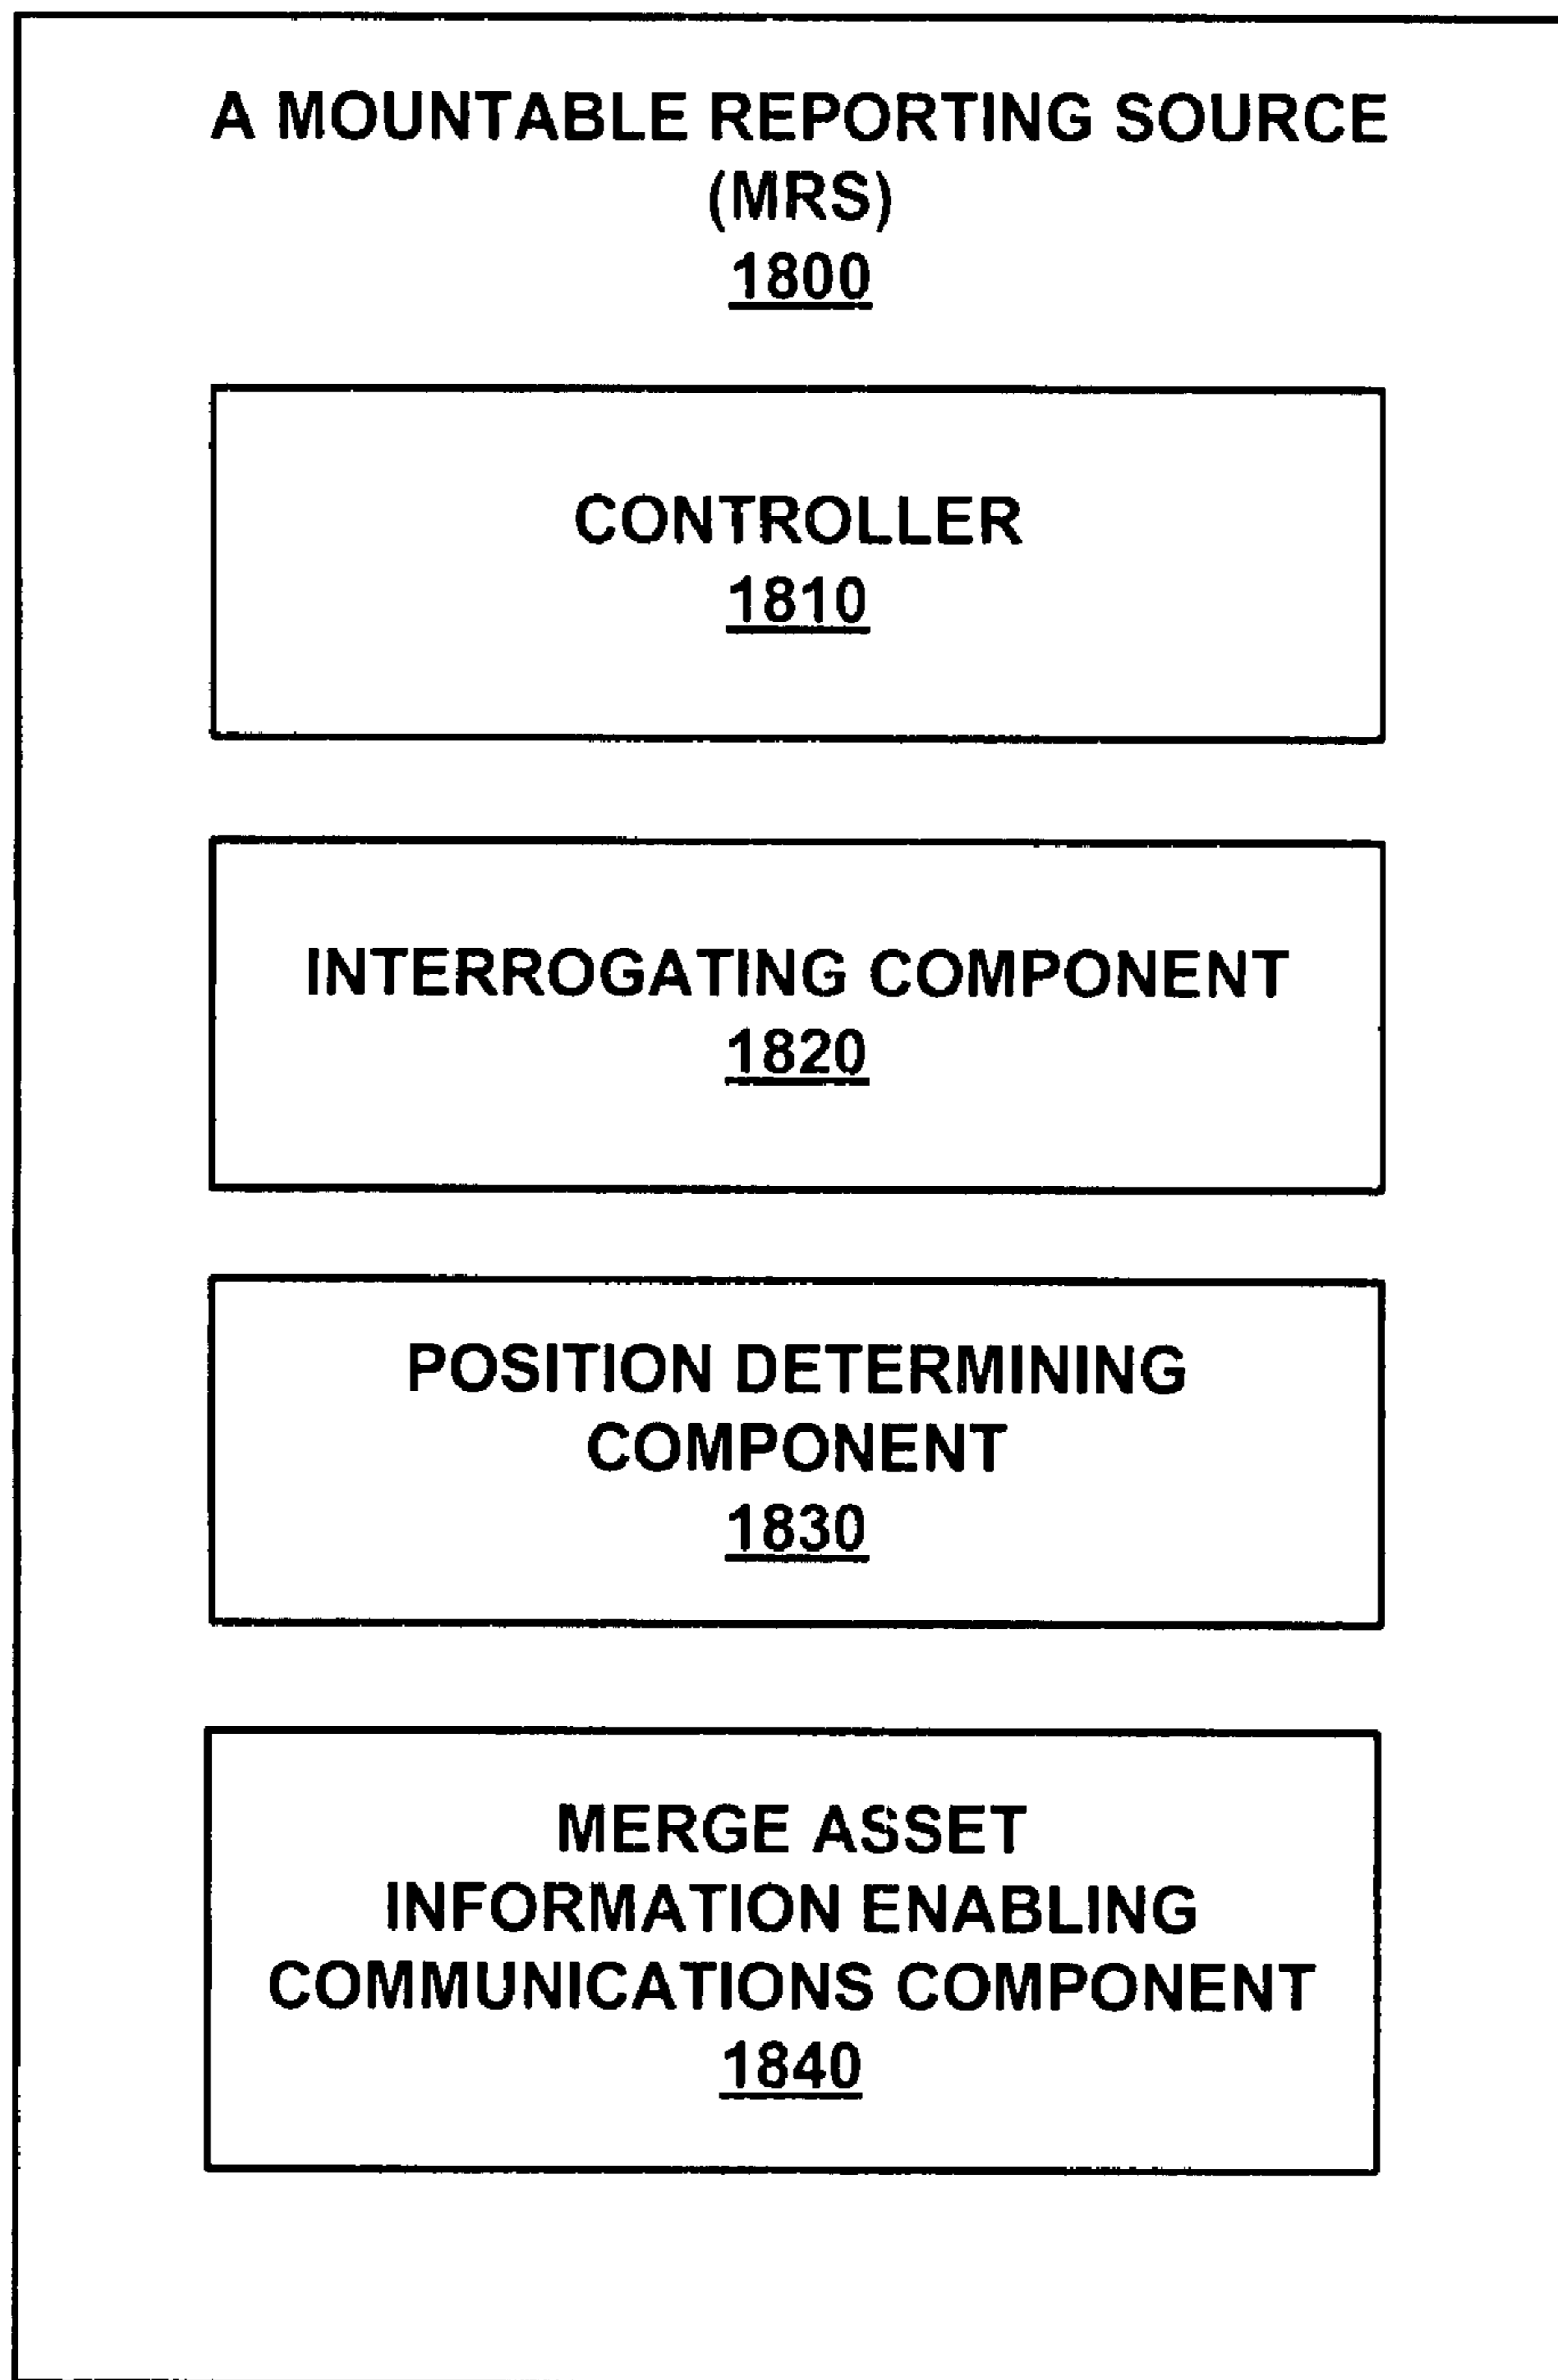 A MOUNTABLE REPORTING SOURCE
(MRS)
1800
CONTROLLER
1810
INTERROGATING COMPONENT
1820
POSITION DETERMINING
COMPONENT
1830
MERGE ASSET
INFORMATION ENABLING
COMMUNICATIONS COMPONENT
1840